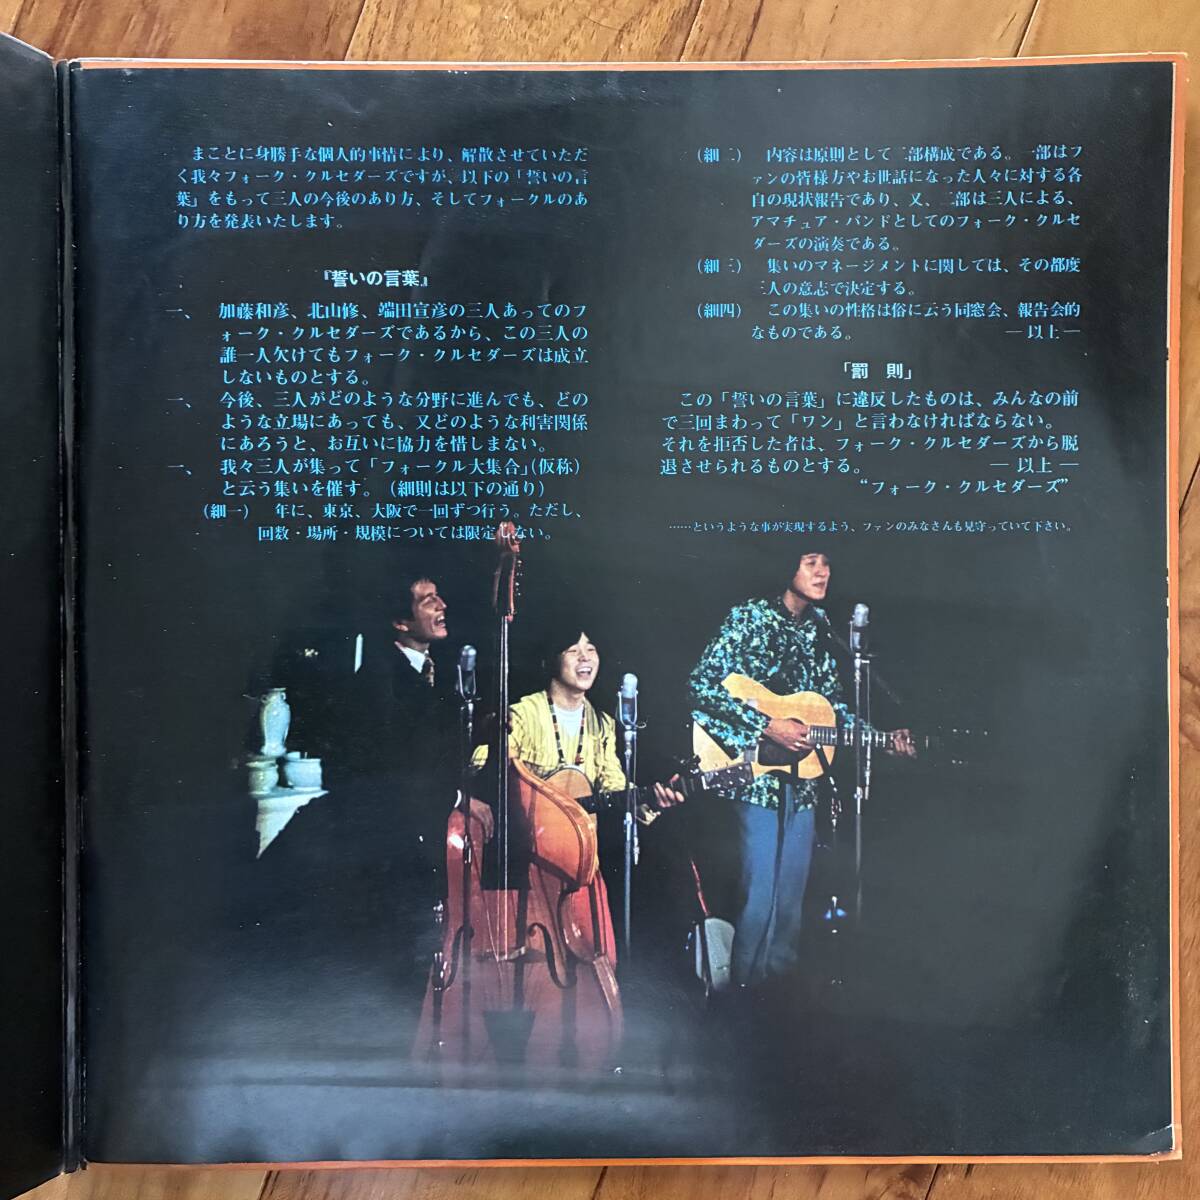 まことに身勝手な個人的事情により、解散させていただ
く我々フォーク・クルセダーズですが、以下の「誓いの言
葉」をもって三人の今後のあり方、そしてフォークルのあ
り方を発表いたします。
『誓いの言葉』
一、 加藤和彦、北山修、端田宣彦の三人あってのフ
ォーク・クルセダーズであるから、この三人の
誰一人欠けてもフォーク・クルセダーズは成立
しないものとする。
一、 今後、三人がどのような分野に進んでも、どの
ような立場にあっても、又どのような利害関係
にあろうと、お互いに協力を惜しまない。
一、 我々三人が集って「フォークル大集合」(仮称)
と云う集いを催す。(細則は以下の通り)
(細一) 年に、東京、大阪で一回ずつ行う。ただし、
回数・場所・規模については限定しない。
(細二) 内容は原則として二部構成である。一部はフ
ァンの皆様方やお世話になった人々に対する各
自の現状報告であり、又、二部は三人による、
アマチュア・バンドとしてのフォーク・クルセ
ダーズの演奏である。
(細三) 集いのマネージメントに関しては、その都度
三人の意志で決定する。
(細四) この集いの性格は俗に云う同窓会、報告会的
なものである。 ―以上―
「罰 則」
この「誓いの言葉」に違反したものは、みんなの前
で三回まわって「ワン」と言わなければならない。
それを拒否した者は、フォーク・クルセダーズから脱
退させられるものとする。 ―以上―
“フォーク・クルセダーズ”
……というような事が実現するよう、ファンのみなさんも見守っていて下さい。